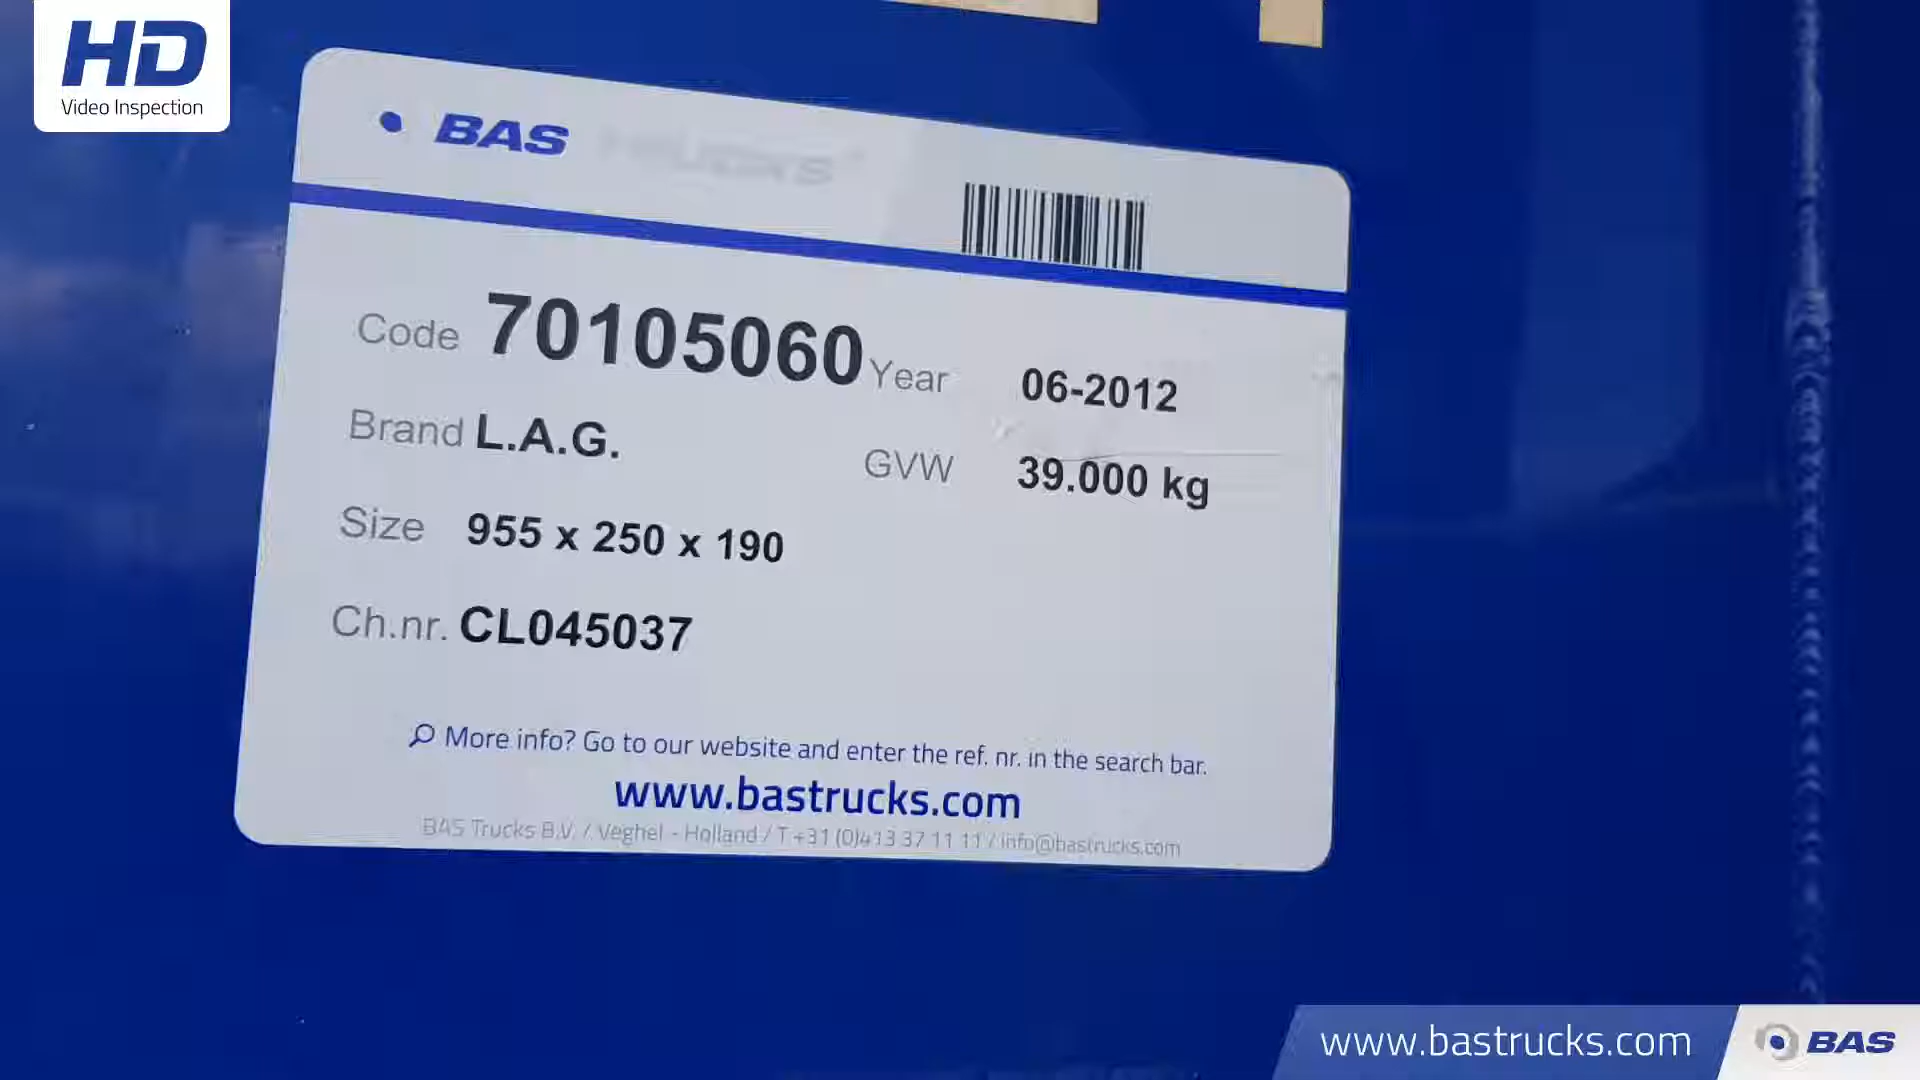 HD
Video Inspection
BAS
Code 70105060 Year 06-2012
Brand L.A.G.
GVW 39.000 kg
Size 955 x 250 x 190
Ch.nr. CL045037
More info? Go to our website and enter the ref. nr. in the search bar.
www.bastrucks.com
BAS Trucks B.V. / Veghel - Holland / T +31 (0)413 37 11 11 / info@bastrucks.com
www.bastrucks.com BAS